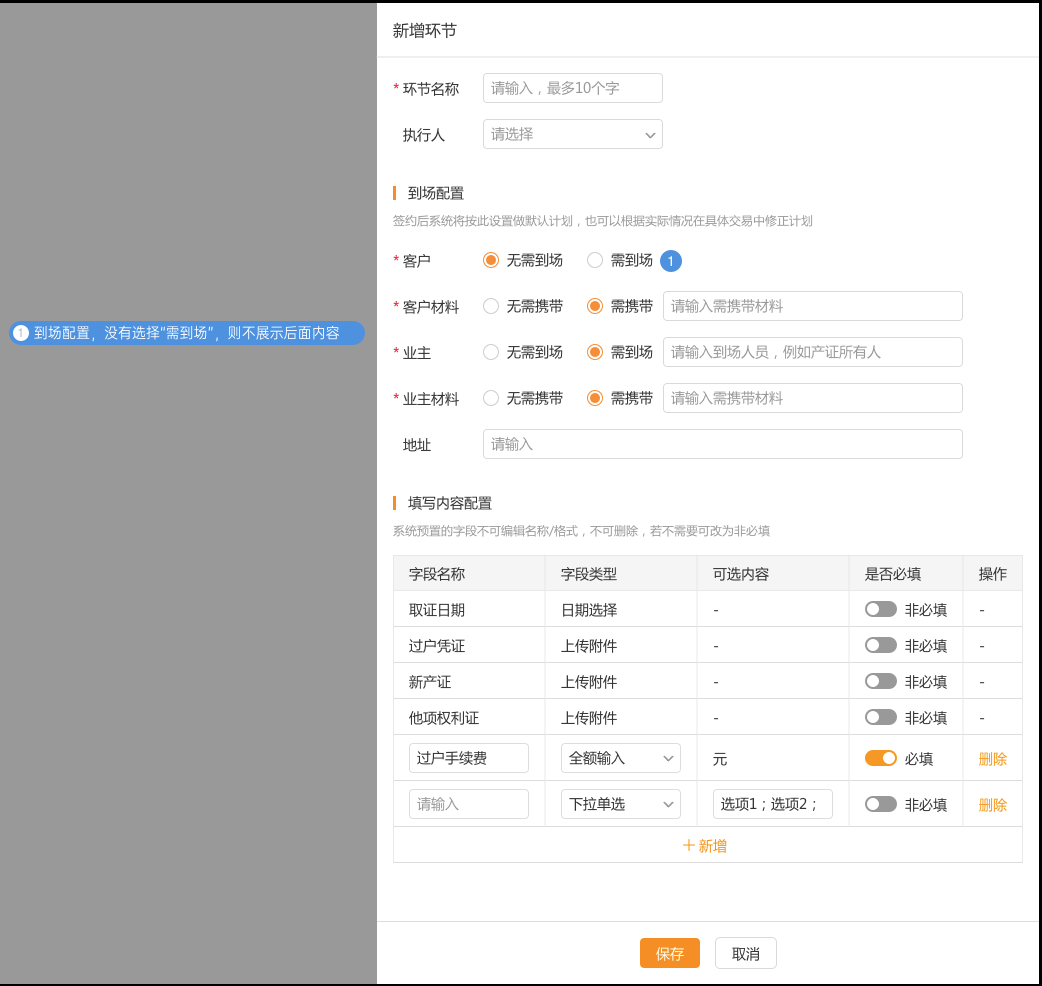 新增环节
* 环节名称 请输入，最多10个字
执行人 请选择
到场配置
签约后系统将按此设置做默认计划，也可以根据实际情况在具体交易中修正计划
* 客户 无需到场 需到场 1
* 客户材料 无需携带 需携带 请输入需携带材料
1 到场配置，没有选择“需到场”，则不展示后面内容
* 业主 无需到场 需到场 请输入到场人员，例如产证所有人
* 业主材料 无需携带 需携带 请输入需携带材料
地址 请输入
填写内容配置
系统预置的字段不可编辑名称/格式，不可删除，若不需要可改为非必填
字段名称 字段类型 可选内容 是否必填 操作
取证日期 日期选择 - 非必填 -
过户凭证 上传附件 - 非必填 -
新产证 上传附件 - 非必填 -
他项权利证 上传附件 - 非必填 -
过户手续费 全额输入 元 必填 删除
请输入 下拉单选 选项1；选项2； 非必填 删除
+ 新增
保存 取消